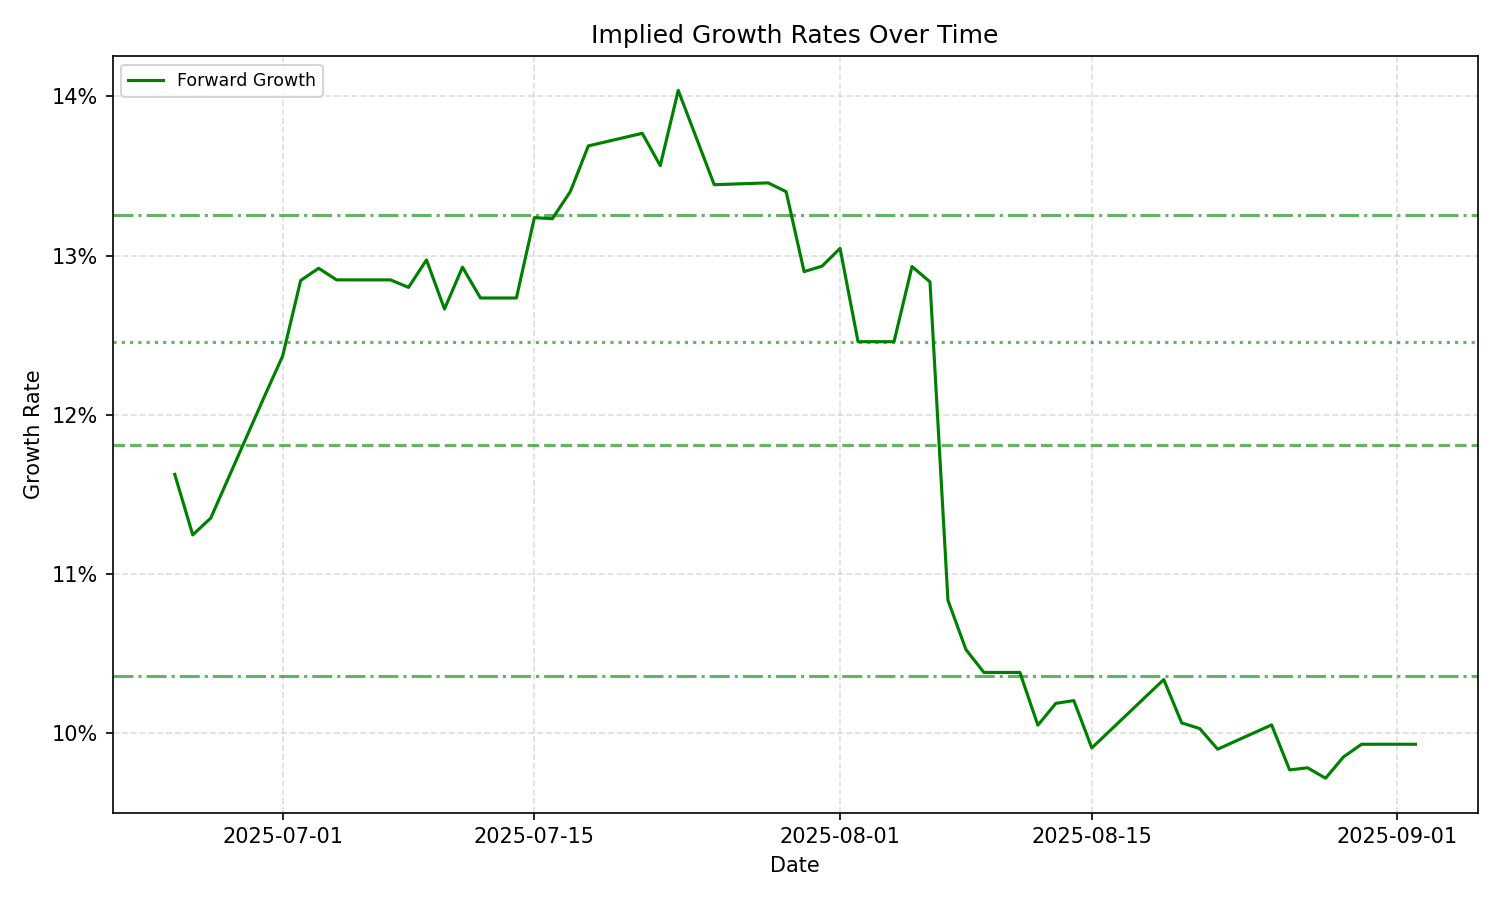 Implied Growth Rates Over Time
Forward Growth
14%
13%
12%
11%
10%
Growth Rate
2025-07-01
2025-07-15
2025-08-01
2025-08-15
2025-09-01
Date